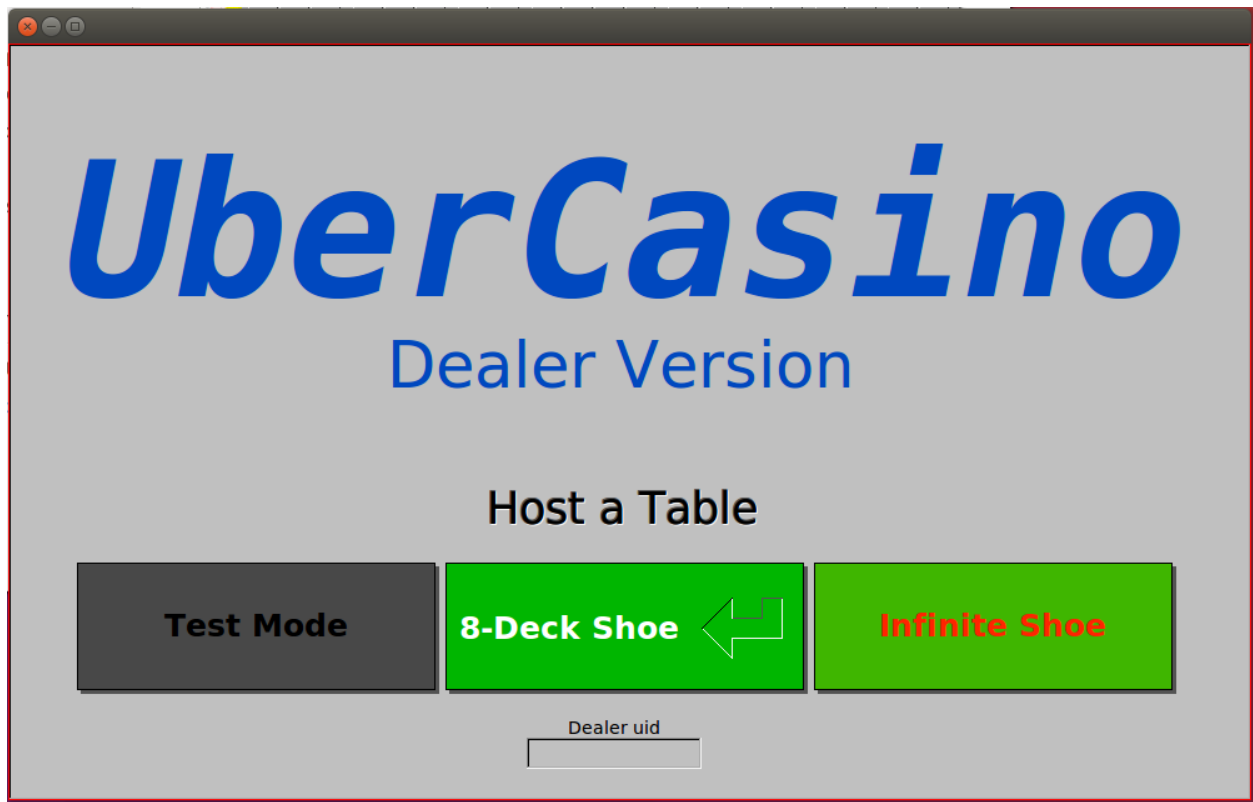 UberCasino
Dealer Version
Host a Table
Test Mode
8-Deck Shoe
Infinite Shoe
Dealer uid